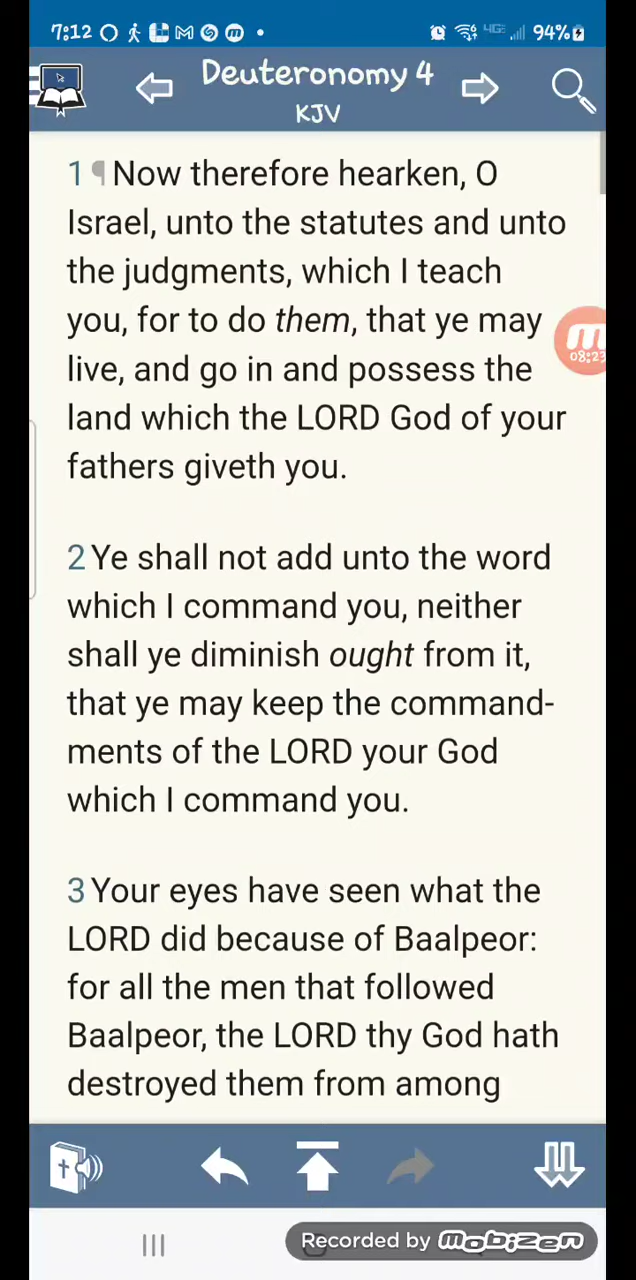 7:12
94%
Deuteronomy 4
KJV
1 ¶ Now therefore hearken, O
Israel, unto the statutes and unto
the judgments, which I teach
you, for to do them, that ye may
live, and go in and possess the
land which the LORD God of your
fathers giveth you.
08:23
2 Ye shall not add unto the word
which I command you, neither
shall ye diminish ought from it,
that ye may keep the command-
ments of the LORD your God
which I command you.
3 Your eyes have seen what the
LORD did because of Baalpeor:
for all the men that followed
Baalpeor, the LORD thy God hath
destroyed them from among
Recorded by mobizen